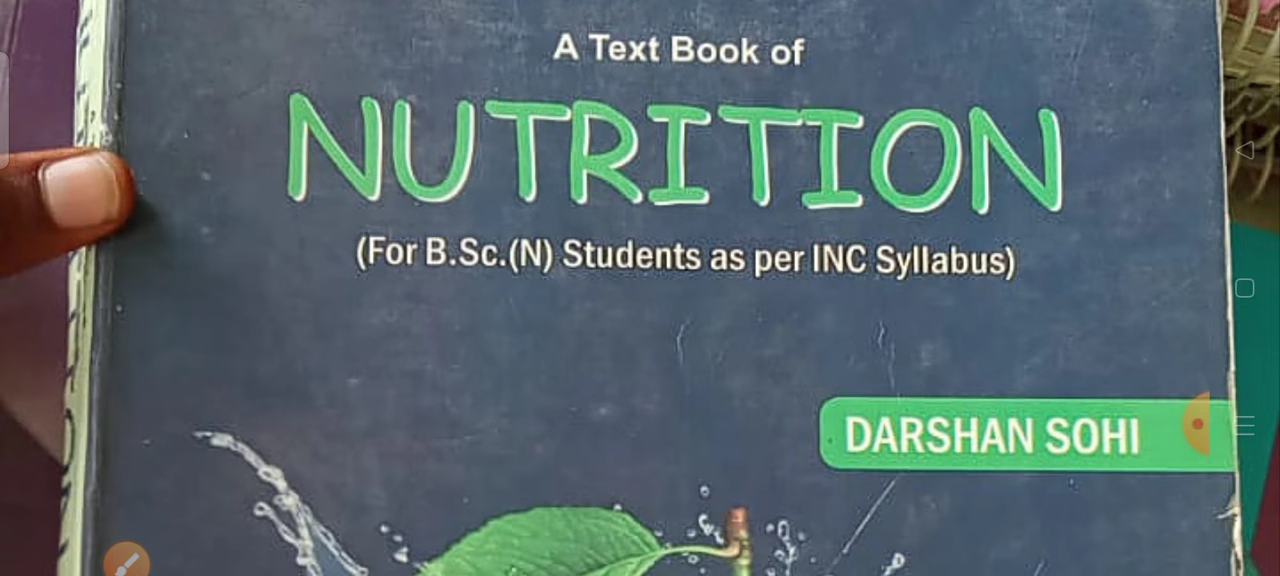 A Text Book of
NUTRITION
(For B.Sc.(N) Students as per INC Syllabus)
DARSHAN SOHI